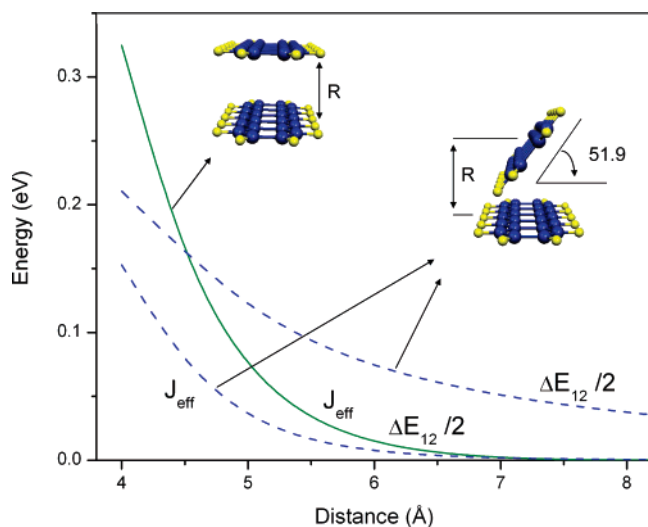 Energy (eV)
0.3
0.2
0.1
0.0
R
R
51.9
J_eff
J_eff
ΔE_12 /2
ΔE_12 /2
4
5
6
7
8
Distance (Å)